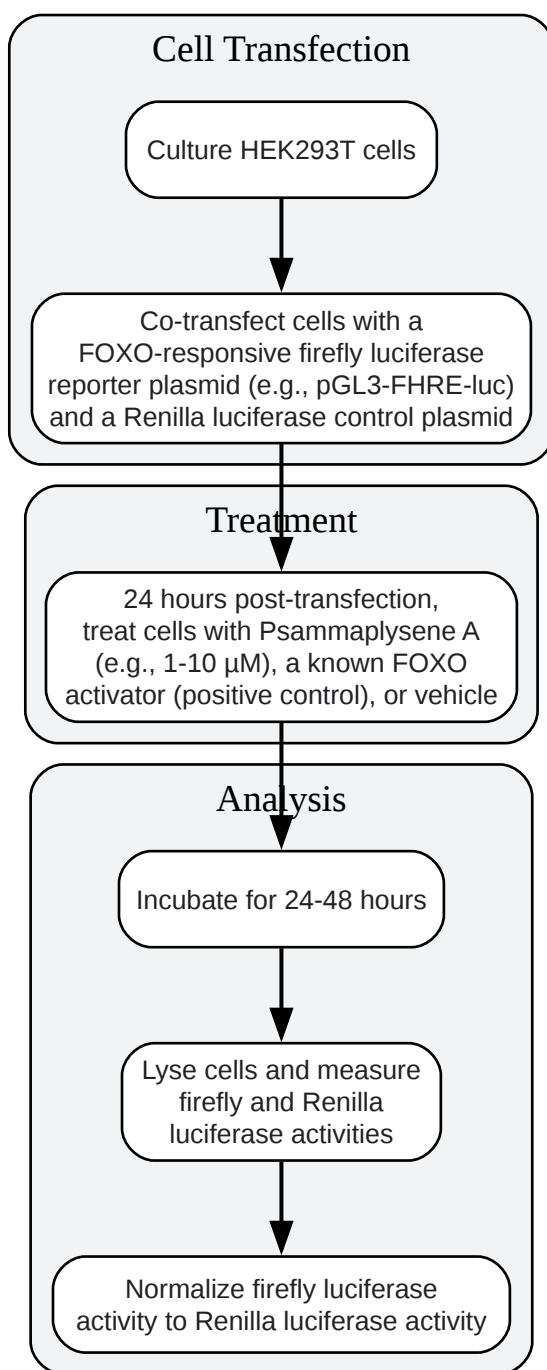 Cell Transfection
Culture HEK293T cells
Co-transfect cells with a
FOXO-responsive firefly luciferase
reporter plasmid (e.g., pGL3-FHRE-luc)
and a Renilla luciferase control plasmid
Treatment
24 hours post-transfection,
treat cells with Psammaplysene A
(e.g., 1-10 µM), a known FOXO
activator (positive control), or vehicle
Analysis
Incubate for 24-48 hours
Lyse cells and measure
firefly and Renilla
luciferase activities
Normalize firefly luciferase
activity to Renilla luciferase activity